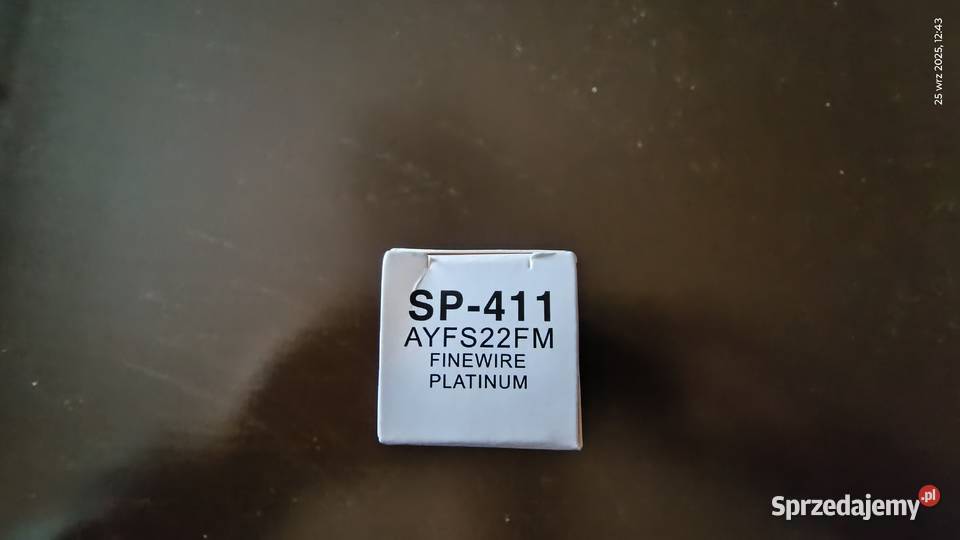 25 wrz 2025, 12:43
SP-411
AYFS22FM
FINEWIRE
PLATINUM
Sprzedajemy.pl